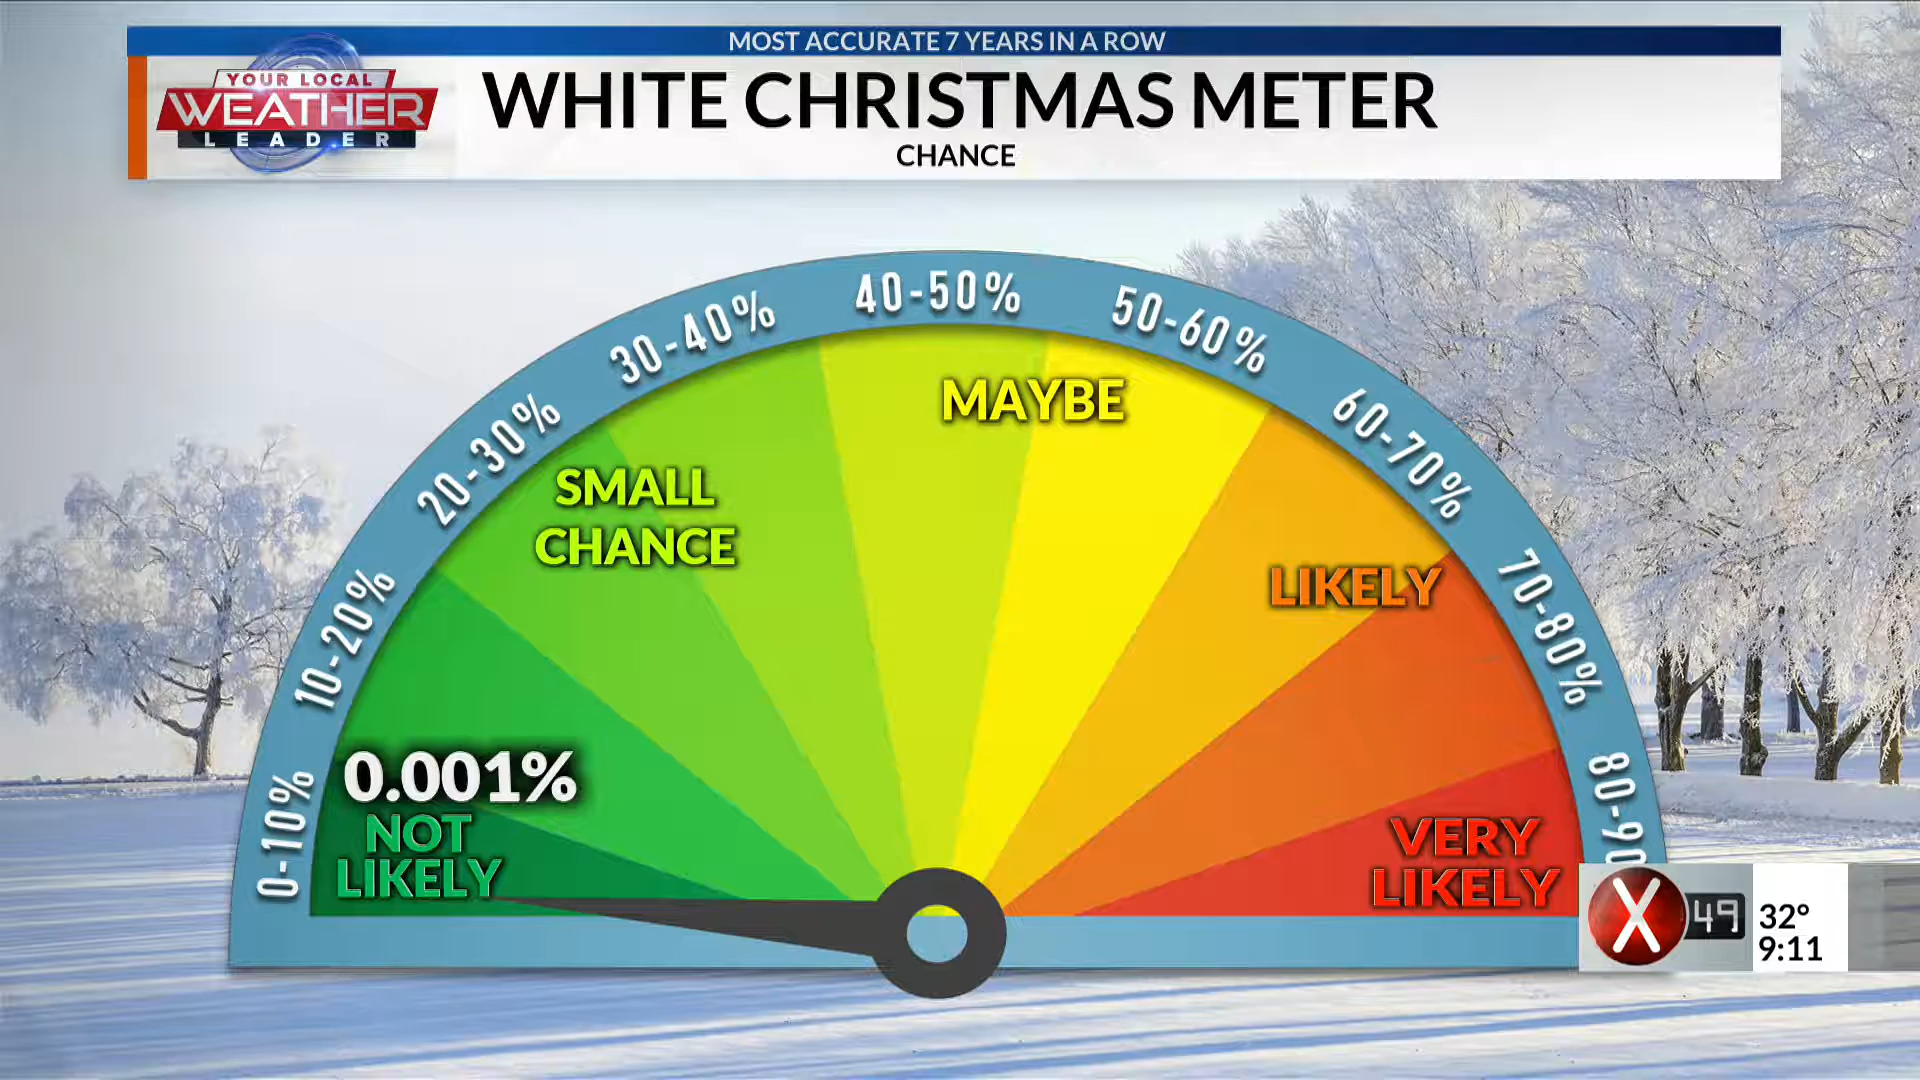 MOST ACCURATE 7 YEARS IN A ROW
YOUR LOCAL
WEATHER
LEADER
WHITE CHRISTMAS METER
CHANCE
0-10%
10-20%
20-30%
30-40%
40-50%
50-60%
60-70%
70-80%
80-90
MAYBE
SMALL
CHANCE
LIKELY
0.001%
NOT
LIKELY
VERY
LIKELY
X
49
32°
9:11